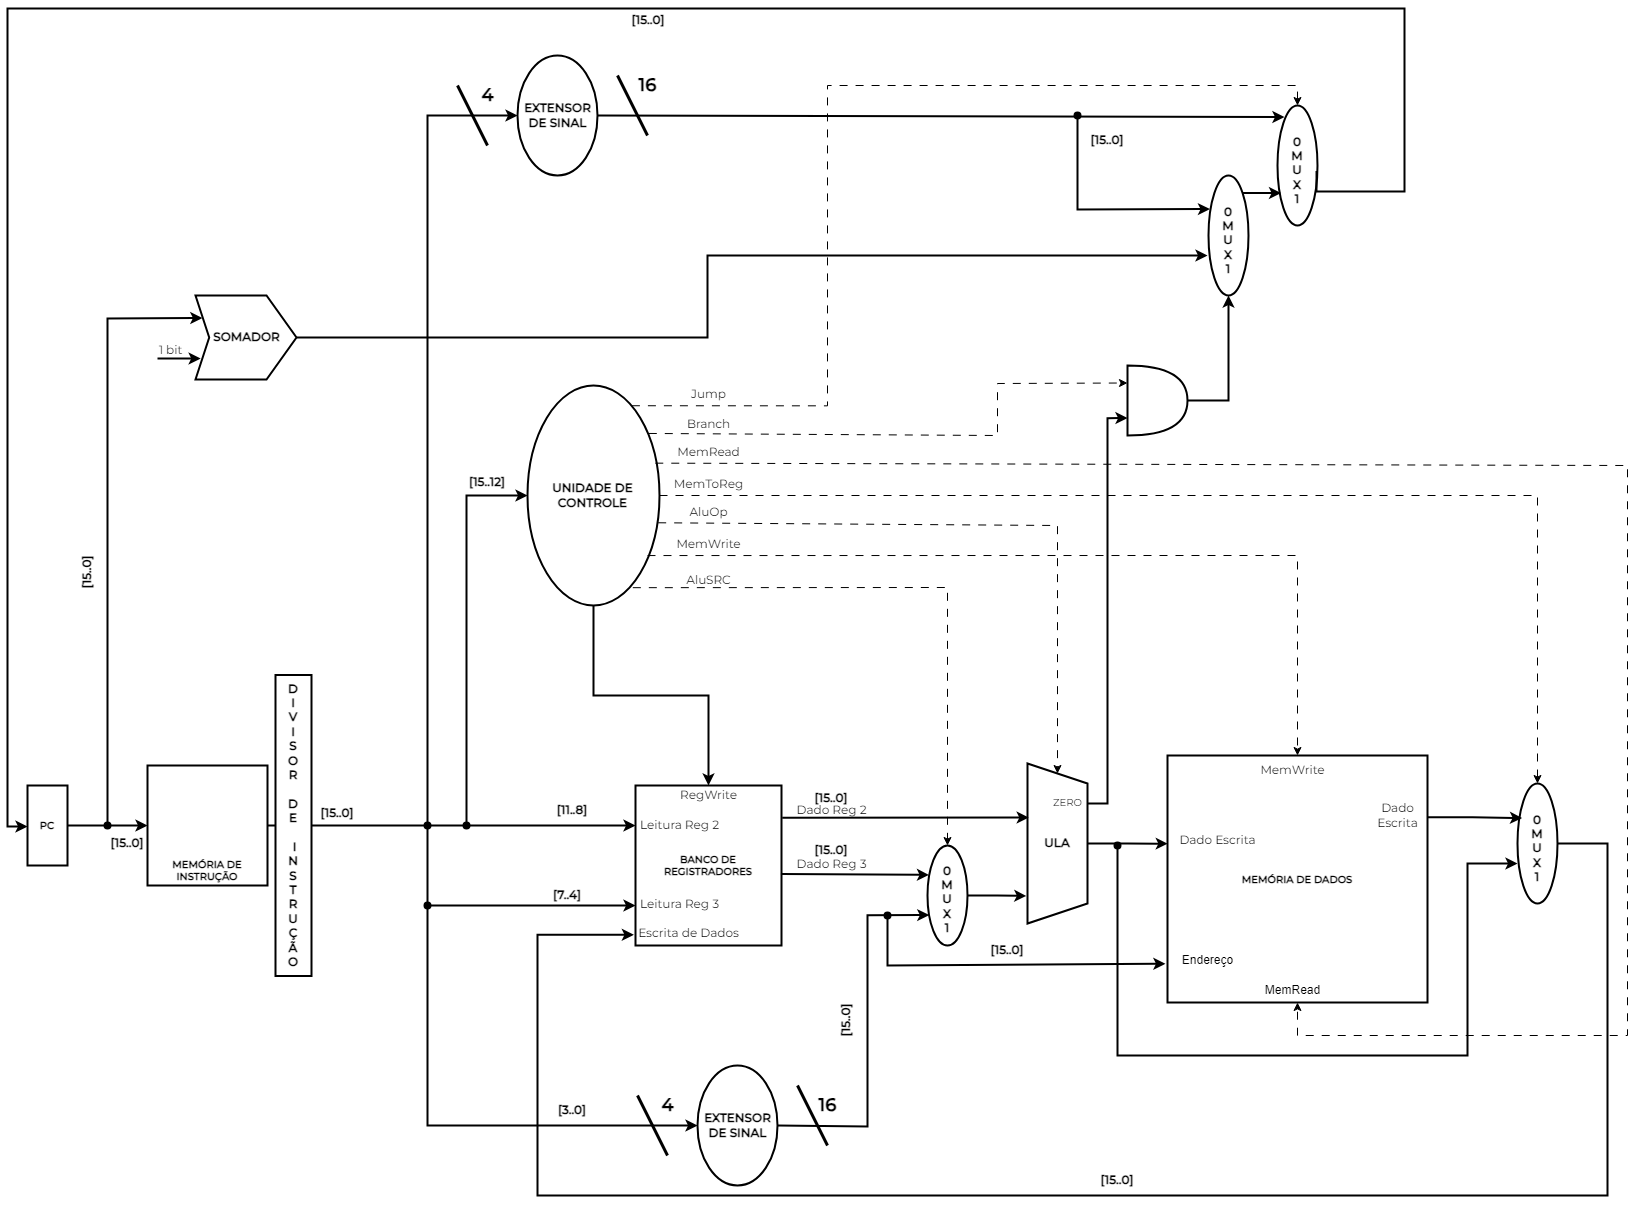 [15..0]
4
16
EXTENSOR
DE SINAL
[15..0]
0
M
U
X
1
0
M
U
X
1
1 bit
SOMADOR
Jump
Branch
MemRead
MemToReg
AluOp
MemWrite
AluSRC
[15..12]
UNIDADE DE
CONTROLE
[15..0]
D
I
V
I
S
O
R
D
E
I
N
S
T
R
U
Ç
Ã
O
PC
[15..0]
MEMÓRIA DE
INSTRUÇÃO
[15..0]
[11..8]
[7..4]
RegWrite
Leitura Reg 2
BANCO DE
REGISTRADORES
Leitura Reg 3
Escrita de Dados
[15..0]
Dado Reg 2
[15..0]
Dado Reg 3
0
M
U
X
1
ZERO
ULA
MemWrite
Dado
Escrita
Dado Escrita
MEMÓRIA DE DADOS
Endereço
MemRead
0
M
U
X
1
[15..0]
[15..0]
[3..0]
4
EXTENSOR
DE SINAL
16
[15..0]